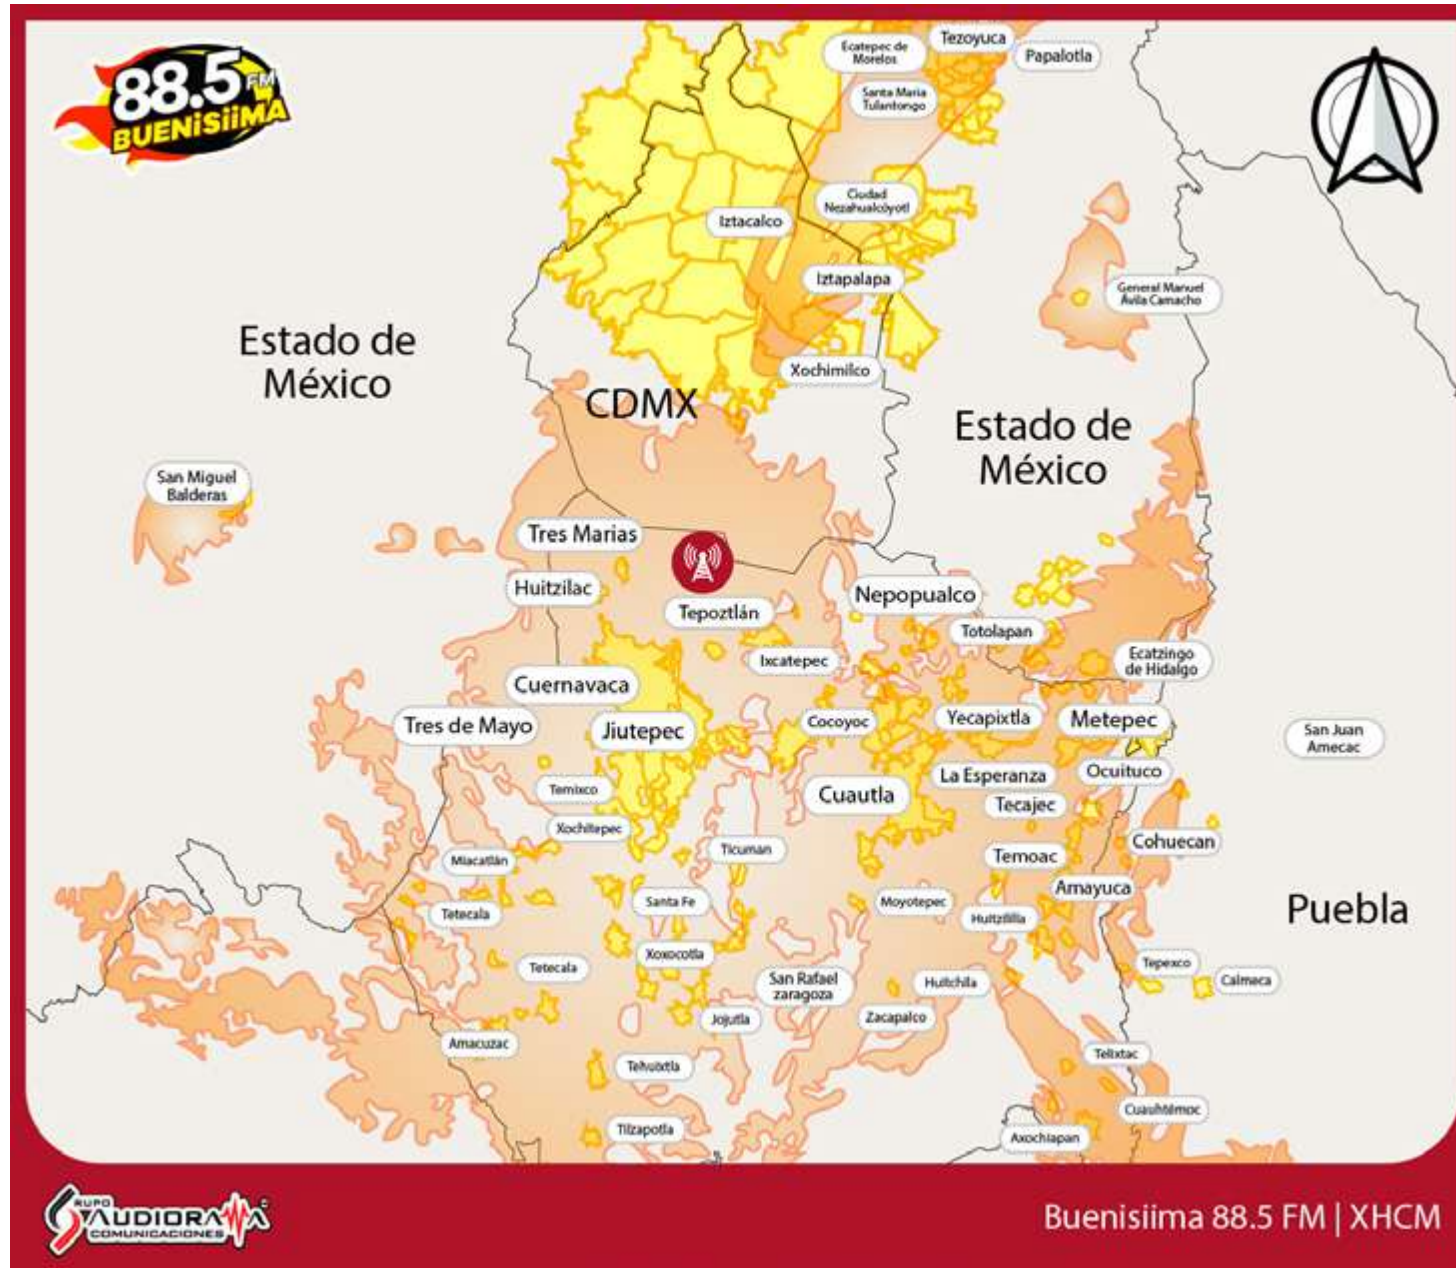 88.5 FM
BUENiSiiMA
Ecatepec de
Morelos
Tezoyuca
Papalotla
Santa Maria
Tulantongo
Ciudad
Nezahualcóyotl
Iztacalco
Iztapalapa
General Manuel
Ávila Camacho
Xochimilco
Estado de
México
CDMX
Estado de
México
San Miguel
Balderas
Tres Marias
Huitzilac
Tepoztlán
Nepopualco
Totolapan
Ixcatepec
Ecatzingo
de Hidalgo
Cuernavaca
Tres de Mayo
Jiutepec
Cocoyoc
Yecapixtla
Metepec
San Juan
Amecac
Temixco
Cuautla
La Esperanza
Ocuituco
Tecajec
Xochitepec
Cohuecan
Miacatlán
Ticuman
Temoac
Amayuca
Tetecala
Santa Fe
Moyotepec
Huitzililla
Puebla
Xoxocotla
Tetecala
San Rafael
zaragoza
Huitchila
Tepexco
Calmeca
Jojutla
Zacapalco
Amacuzac
Tehuixtla
Telixtac
Cuauhtémoc
Tilzapotla
Axochiapan
GRUPO
AUDIORAMA
COMUNICACIONES
Buenisiima 88.5 FM | XHCM